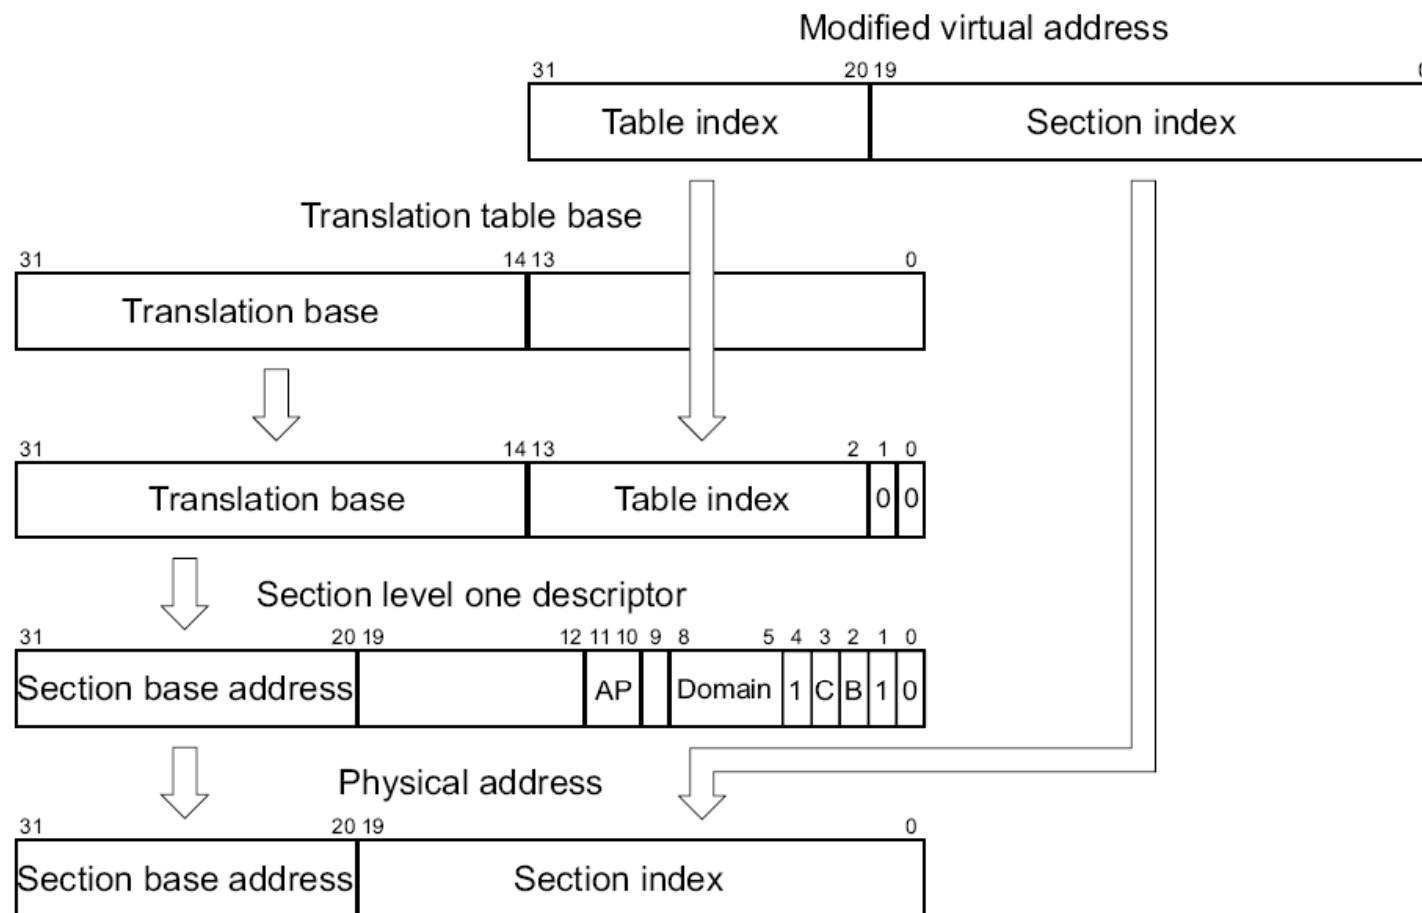 Modified virtual address
31 20 19 0
Table index Section index
Translation table base
31 14 13 0
Translation base
31 14 13 2 1 0
Translation base Table index 0 0
Section level one descriptor
31 20 19 12 11 10 9 8 5 4 3 2 1 0
Section base address AP Domain 1 C B 1 0
Physical address
31 20 19 0
Section base address Section index